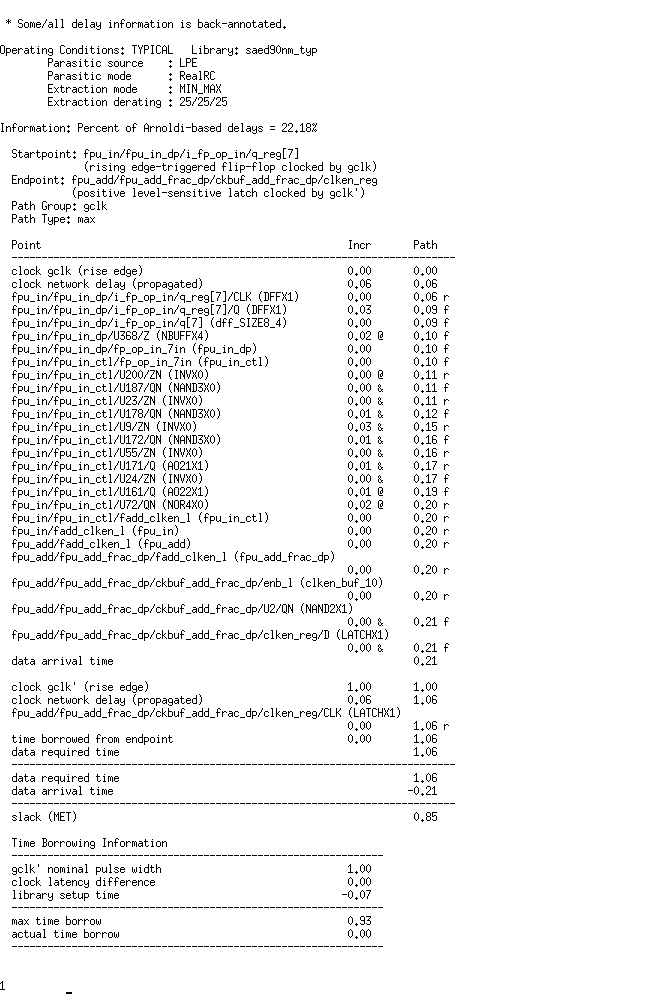 * Some/all delay information is back-annotated.
Operating Conditions: TYPICAL   Library: saed90nm_typ
Parasitic source    : LPE
Parasitic mode      : RealRC
Extraction mode     : MIN_MAX
Extraction derating : 25/25/25
Information: Percent of Arnoldi-based delays = 22.18%
Startpoint: fpu_in/fpu_in_dp/i_fp_op_in/q_reg[7]
(rising edge-triggered flip-flop clocked by gclk)
Endpoint: fpu_add/fpu_add_frac_dp/ckbuf_add_frac_dp/clken_reg
(positive level-sensitive latch clocked by gclk')
Path Group: gclk
Path Type: max
Point                                                   Incr       Path
--------------------------------------------------------------------------
clock gclk (rise edge)                                  0.00       0.00
clock network delay (propagated)                        0.06       0.06
fpu_in/fpu_in_dp/i_fp_op_in/q_reg[7]/CLK (DFFX1)        0.00       0.06 r
fpu_in/fpu_in_dp/i_fp_op_in/q_reg[7]/Q (DFFX1)          0.03       0.09 f
fpu_in/fpu_in_dp/i_fp_op_in/q[7] (dff_SIZE8_4)          0.00       0.09 f
fpu_in/fpu_in_dp/U368/Z (NBUFFX4)                       0.02 @     0.10 f
fpu_in/fpu_in_dp/fp_op_in_7in (fpu_in_dp)               0.00       0.10 f
fpu_in/fpu_in_ctl/fp_op_in_7in (fpu_in_ctl)             0.00       0.10 f
fpu_in/fpu_in_ctl/U200/ZN (INVX0)                       0.00 @     0.11 r
fpu_in/fpu_in_ctl/U187/QN (NAND3X0)                     0.00 &     0.11 f
fpu_in/fpu_in_ctl/U23/ZN (INVX0)                        0.00 &     0.11 r
fpu_in/fpu_in_ctl/U178/QN (NAND3X0)                     0.01 &     0.12 f
fpu_in/fpu_in_ctl/U9/ZN (INVX0)                         0.03 &     0.15 r
fpu_in/fpu_in_ctl/U172/QN (NAND3X0)                     0.01 &     0.16 f
fpu_in/fpu_in_ctl/U55/ZN (INVX0)                        0.00 &     0.16 r
fpu_in/fpu_in_ctl/U171/Q (AO21X1)                       0.01 &     0.17 r
fpu_in/fpu_in_ctl/U24/ZN (INVX0)                        0.00 &     0.17 f
fpu_in/fpu_in_ctl/U161/Q (AO22X1)                       0.01 @     0.19 f
fpu_in/fpu_in_ctl/U72/QN (NOR4X0)                       0.02 @     0.20 r
fpu_in/fpu_in_ctl/fadd_clken_l (fpu_in_ctl)             0.00       0.20 r
fpu_in/fadd_clken_l (fpu_in)                            0.00       0.20 r
fpu_add/fadd_clken_l (fpu_add)                          0.00       0.20 r
fpu_add/fpu_add_frac_dp/fadd_clken_l (fpu_add_frac_dp)
0.00       0.20 r
fpu_add/fpu_add_frac_dp/ckbuf_add_frac_dp/enb_l (clken_buf_10)
0.00       0.20 r
fpu_add/fpu_add_frac_dp/ckbuf_add_frac_dp/U2/QN (NAND2X1)
0.00 &     0.21 f
fpu_add/fpu_add_frac_dp/ckbuf_add_frac_dp/clken_reg/D (LATCHX1)
0.00 &     0.21 f
data arrival time                                                  0.21
clock gclk' (rise edge)                                 1.00       1.00
clock network delay (propagated)                        0.06       1.06
fpu_add/fpu_add_frac_dp/ckbuf_add_frac_dp/clken_reg/CLK (LATCHX1)
0.00       1.06 r
time borrowed from endpoint                             0.00       1.06
data required time                                                 1.06
--------------------------------------------------------------------------
data required time                                                 1.06
data arrival time                                                 -0.21
--------------------------------------------------------------------------
slack (MET)                                                        0.85
Time Borrowing Information
--------------------------------------------------------------
gclk' nominal pulse width                               1.00
clock latency difference                                0.00
library setup time                                     -0.07
--------------------------------------------------------------
max time borrow                                         0.93
actual time borrow                                      0.00
--------------------------------------------------------------
1